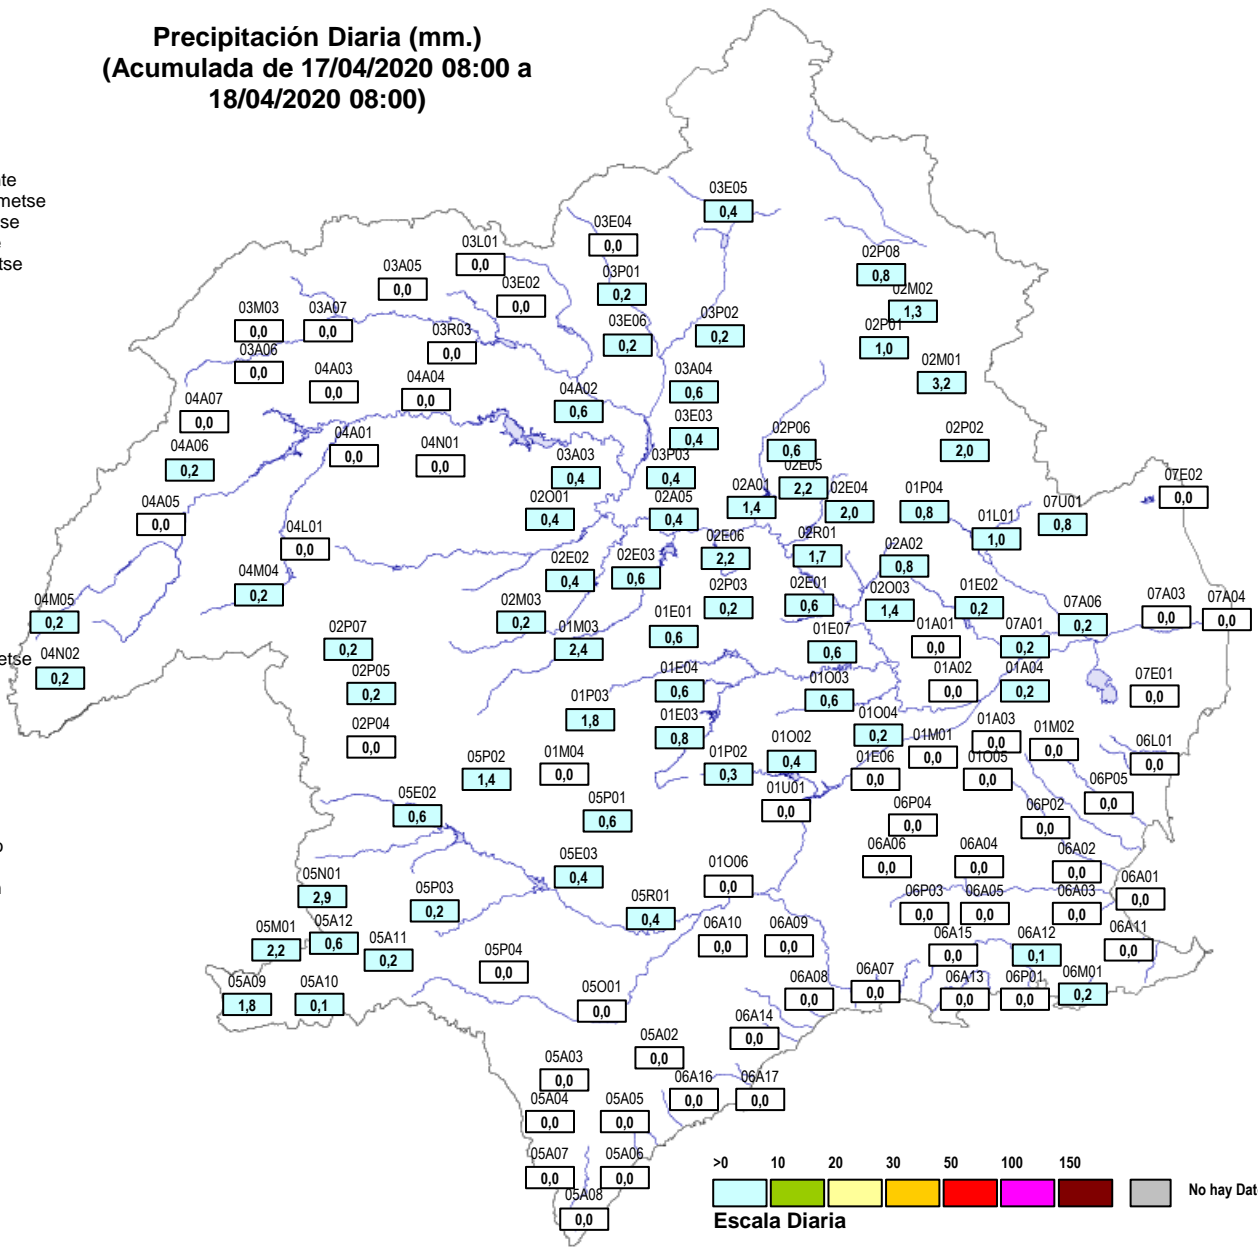 Precipitación Diaria (mm.)
(Acumulada de 17/04/2020 08:00 a
18/04/2020 08:00)
nte
metse
se
e
tse
etse
o
n
03E05
0,4
03E04
0,0
03L01
0,0
02P08
0,8
03A05
0,0
03P01
0,2
03E02
0,0
02M02
1,3
03M03
0,0
03A07
0,0
03P02
0,2
03E06
0,2
03R03
0,0
02P01
1,0
03A06
0,0
02M01
3,2
04A03
0,0
04A04
0,0
03A04
0,6
04A02
0,6
04A07
0,0
03E03
0,4
04A01
0,0
04N01
0,0
02P06
0,6
02P02
2,0
04A06
0,2
03A03
0,4
03P03
0,4
02E05
2,2
07E02
0,0
04A05
0,0
02O01
0,4
02A05
0,4
02A01
1,4
02E04
2,0
01P04
0,8
07U01
0,8
04L01
0,0
01L01
1,0
02E06
2,2
02R01
1,7
02A02
0,8
02E02
0,4
02E03
0,6
04M04
0,2
04M05
0,2
02M03
0,2
02P03
0,2
02E01
0,6
02O03
1,4
01E02
0,2
07A03
0,0
07A04
0,0
07A06
0,2
01E01
0,6
01M03
2,4
02P07
0,2
01E07
0,6
01A01
0,0
07A01
0,2
04N02
0,2
02P05
0,2
01E04
0,6
01O03
0,6
01A02
0,0
01A04
0,2
07E01
0,0
01P03
1,8
02P04
0,0
01E03
0,8
01O04
0,2
01A03
0,0
01M02
0,0
01M01
0,0
06L01
0,0
05P02
1,4
01M04
0,0
01P02
0,3
01O02
0,4
01E06
0,0
01O05
0,0
06P05
0,0
05E02
0,6
05P01
0,6
01U01
0,0
06P04
0,0
06P02
0,0
05E03
0,4
01O06
0,0
06A06
0,0
06A04
0,0
06A02
0,0
05N01
2,9
05P03
0,2
05R01
0,4
06P03
0,0
06A05
0,0
06A03
0,0
06A01
0,0
05M01
2,2
05A12
0,6
05A11
0,2
06A10
0,0
06A09
0,0
06A15
0,0
06A12
0,1
06A11
0,0
05P04
0,0
05A09
1,8
05A10
0,1
05O01
0,0
06A08
0,0
06A07
0,0
06A13
0,0
06P01
0,0
06M01
0,2
06A14
0,0
05A02
0,0
05A03
0,0
06A16
0,0
06A17
0,0
05A04
0,0
05A05
0,0
05A07
0,0
05A06
0,0
05A08
0,0
>0 10 20 30 50 100 150
No hay Dat
Escala Diaria